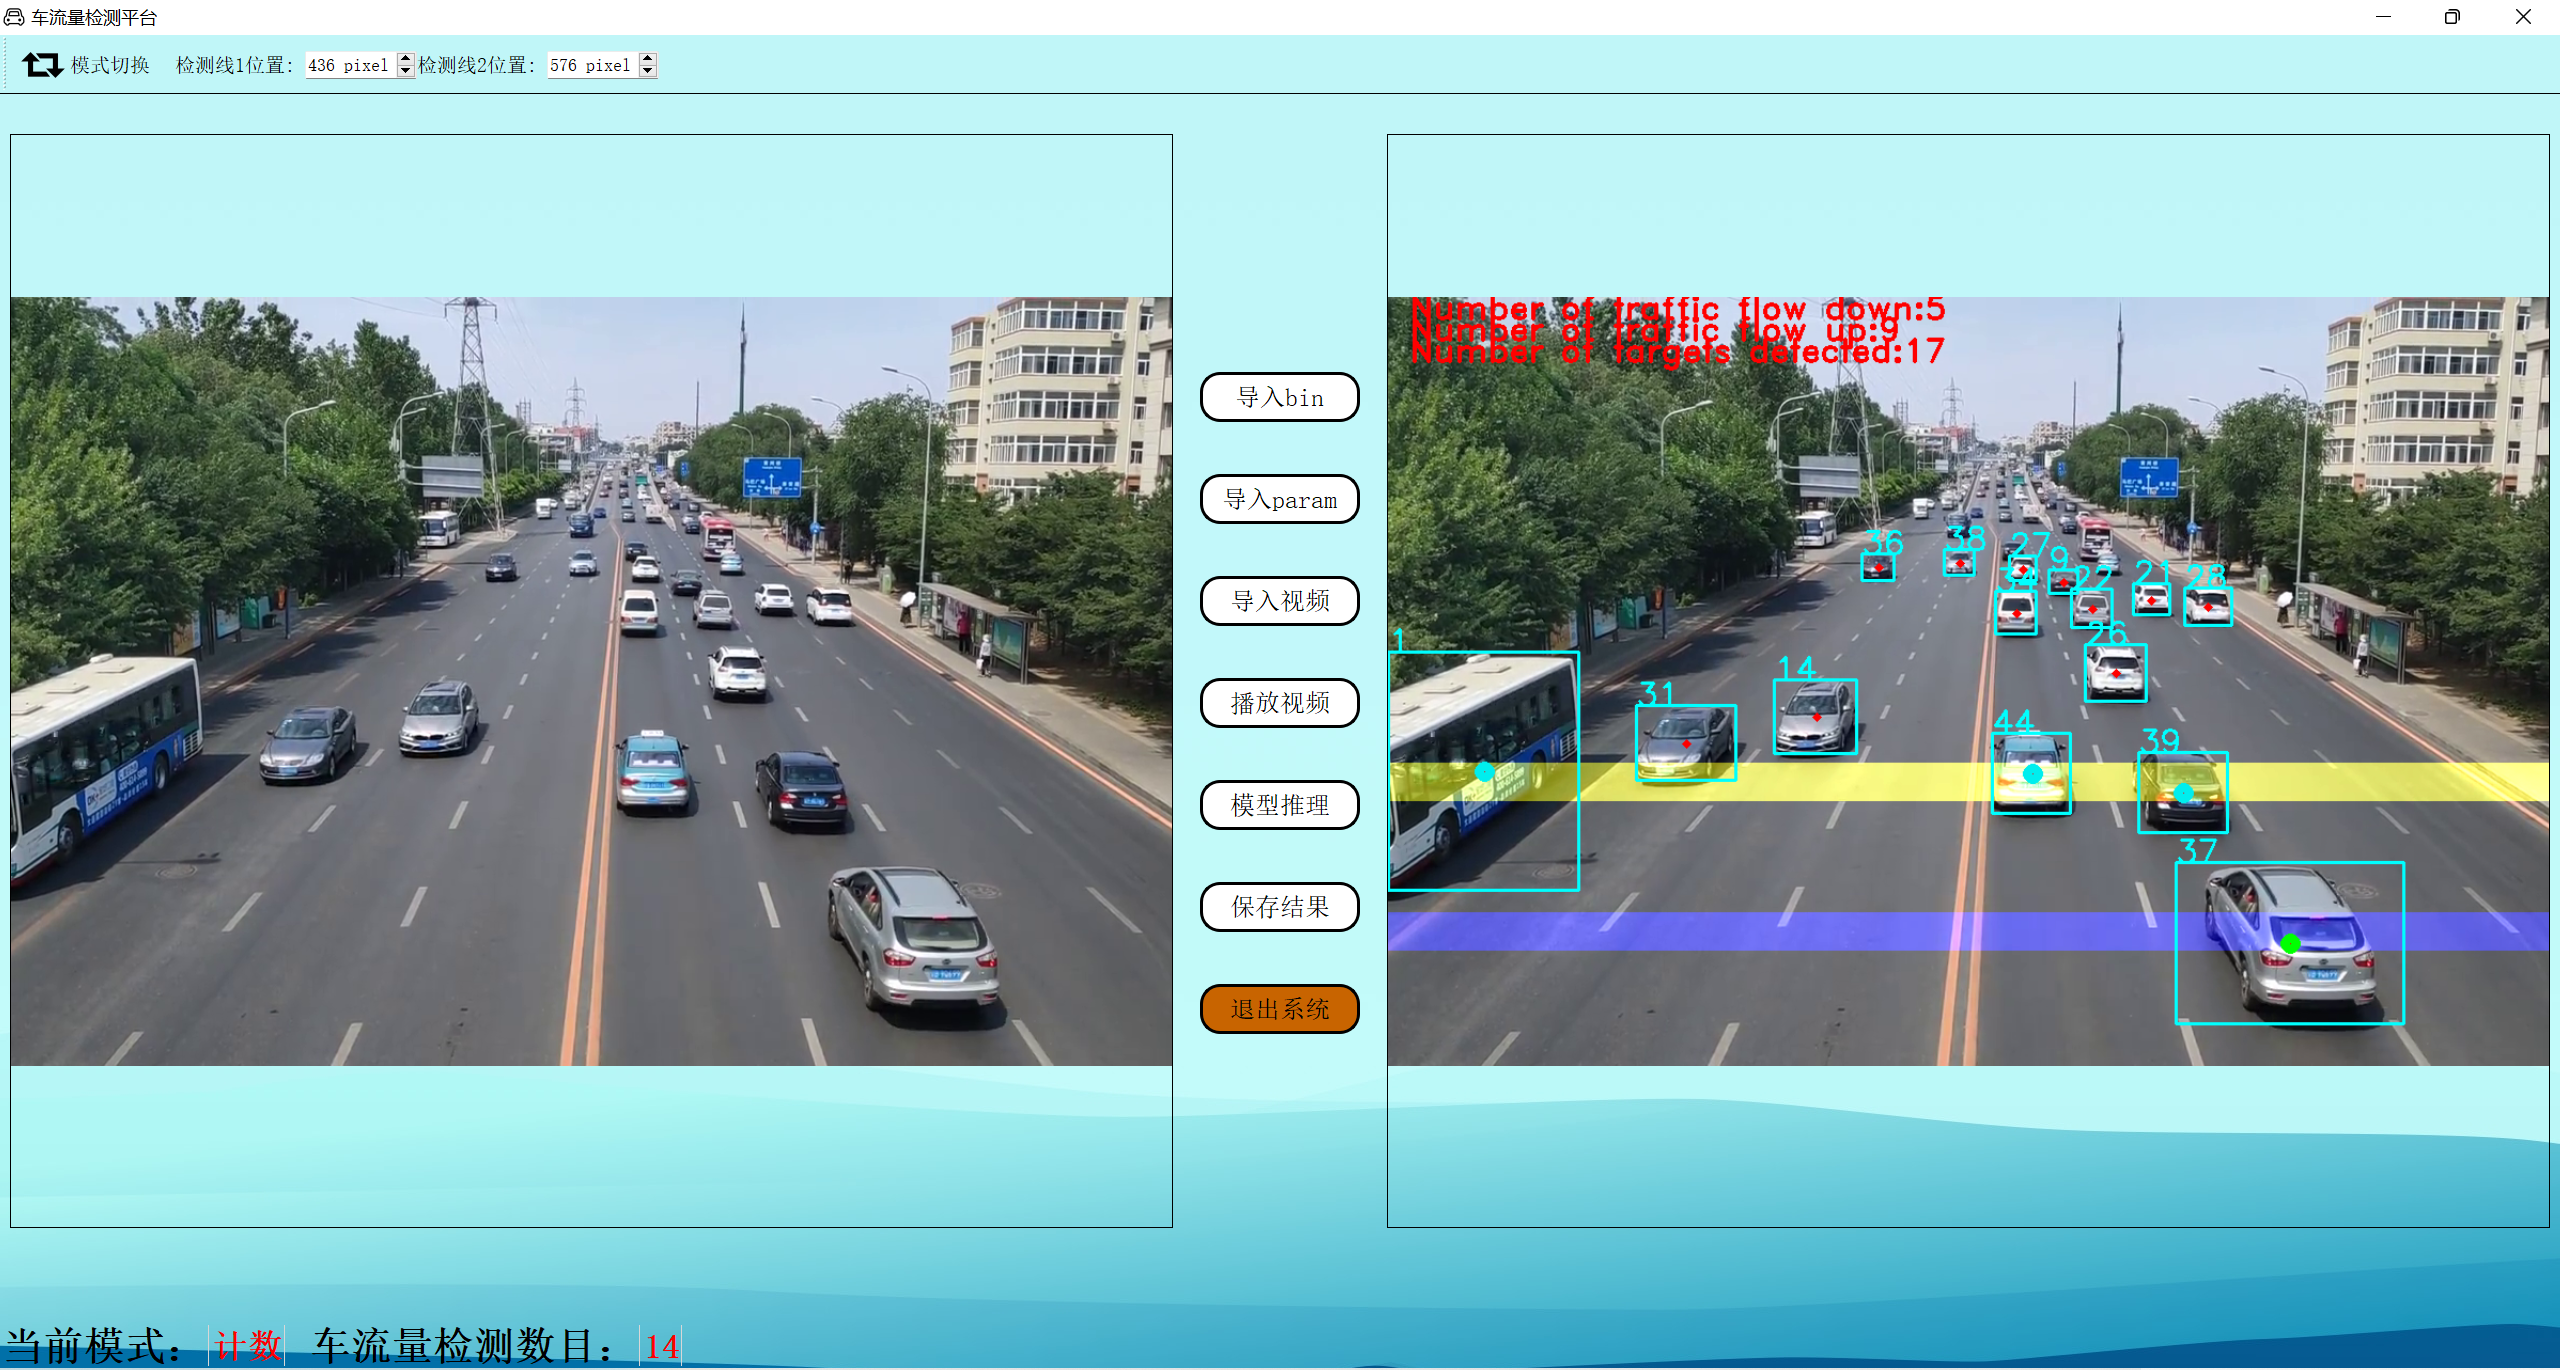 车流量检测平台
模式切换 检测线1位置： 436 pixel 检测线2位置： 576 pixel
Number of traffic flow down:5
Number of traffic flow up:9
Number of targets detected:17
导入bin
导入param
导入视频
播放视频
模型推理
保存结果
退出系统
36
38
27
9
22
21
28
26
1
31
14
44
39
37
当前模式： 计数 车流量检测数目： 14